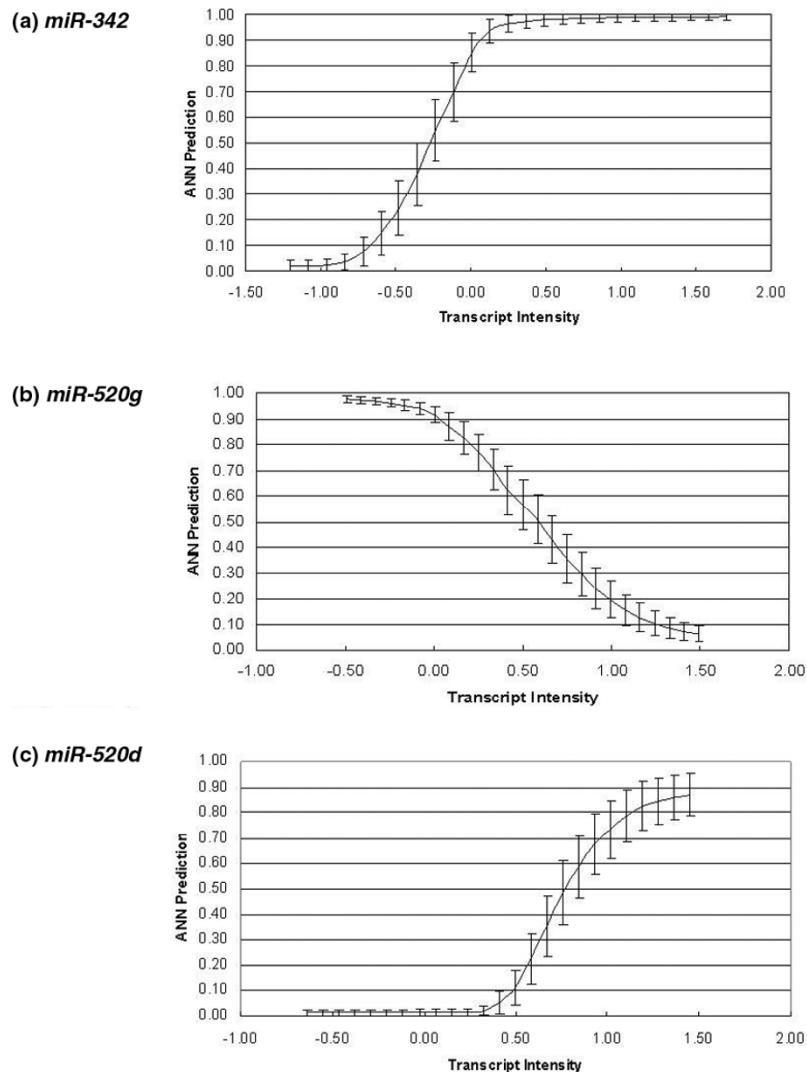 (a) miR-342
1.00
0.90
0.80
0.70
0.60
0.50
0.40
0.30
0.20
0.10
0.00
ANN Prediction
-1.50 -1.00 -0.50 0.00 0.50 1.00 1.50 2.00
Transcript Intensity
(b) miR-520g
1.00
0.90
0.80
0.70
0.60
0.50
0.40
0.30
0.20
0.10
0.00
ANN Prediction
-1.00 -0.50 0.00 0.50 1.00 1.50 2.00
Transcript Intensity
(c) miR-520d
1.00
0.90
0.80
0.70
0.60
0.50
0.40
0.30
0.20
0.10
0.00
ANN Prediction
-1.00 -0.50 0.00 0.50 1.00 1.50 2.00
Transcript Intensity